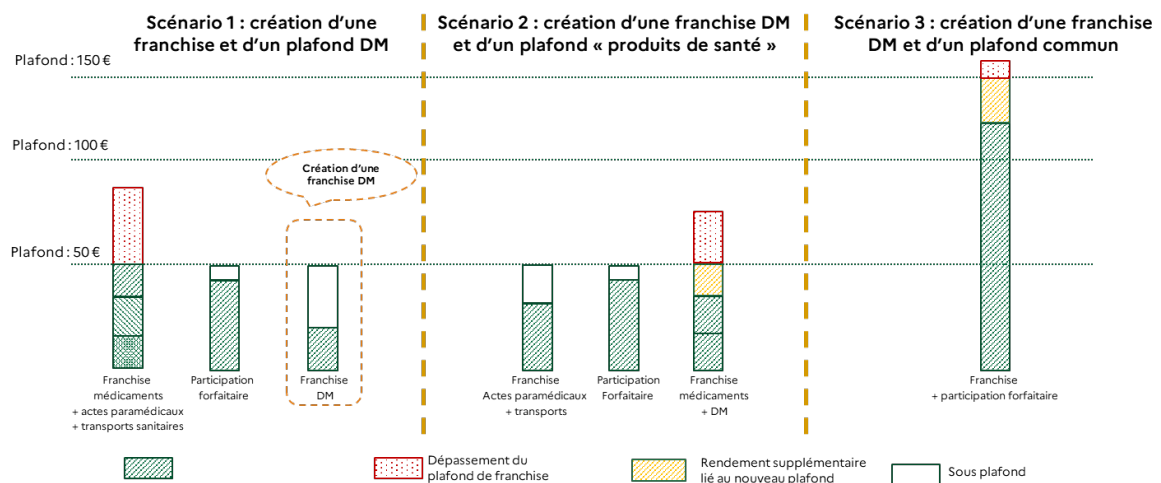 Scénario 1 : création d'une
franchise et d'un plafond DM
Scénario 2 : création d'une franchise DM
et d'un plafond « produits de santé »
Scénario 3 : création d'une franchise
DM et d'un plafond commun
Plafond : 150 €
Plafond : 100 €
Plafond : 50 €
Création d'une
franchise DM
Franchise
médicaments
+ actes paramédicaux
+ transports sanitaires
Participation
forfaitaire
Franchise
DM
Franchise
Actes paramédicaux
+ transports
Participation
Forfaitaire
Franchise
médicaments
+ DM
Franchise
+ participation forfaitaire
Dépassement du
plafond de franchise
Rendement supplémentaire
lié au nouveau plafond
Sous plafond